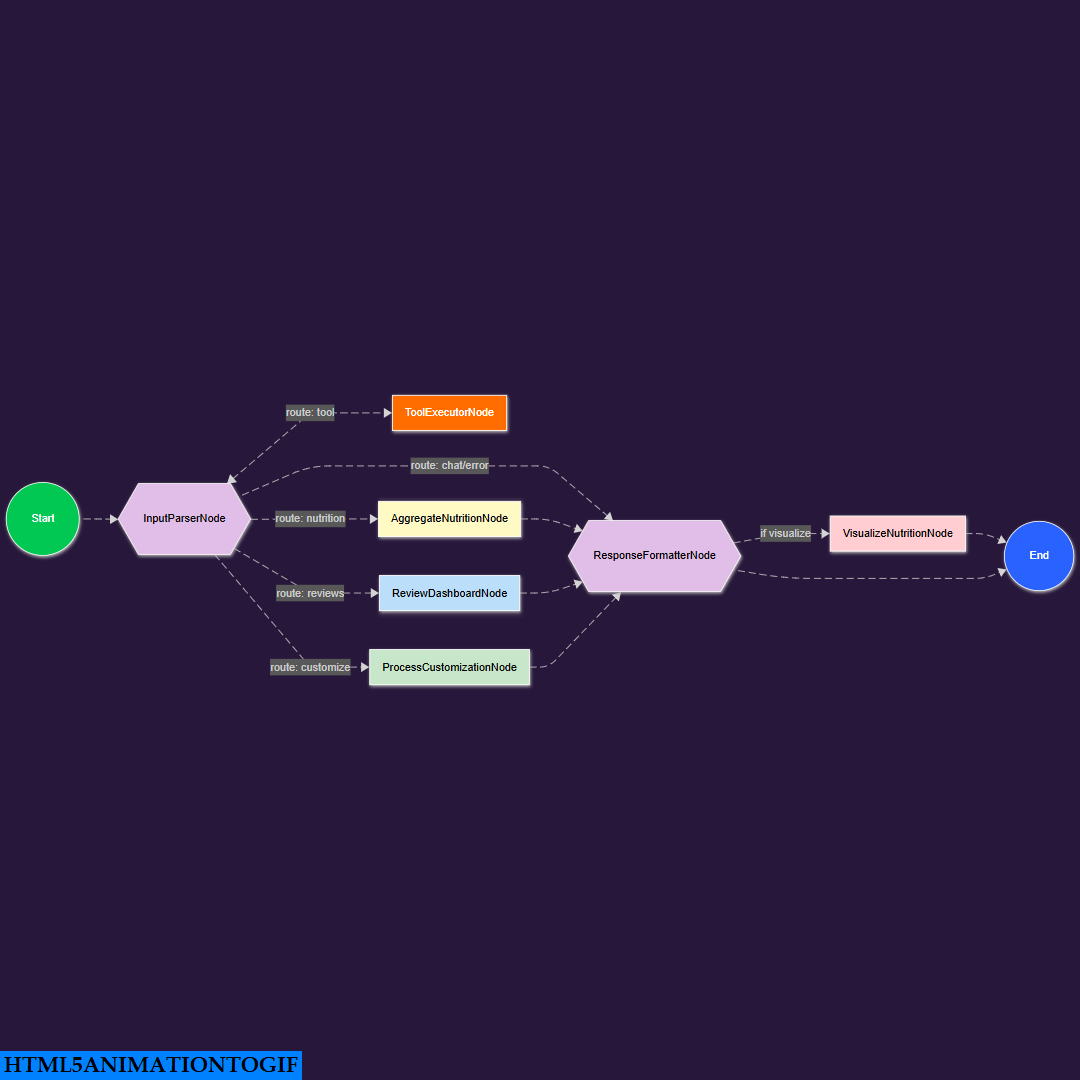 route: tool
ToolExecutorNode
route: chat/error
Start
InputParserNode
route: nutrition
AggregateNutritionNode
ResponseFormatterNode
if visualize
VisualizeNutritionNode
End
route: reviews
ReviewDashboardNode
route: customize
ProcessCustomizationNode
HTML5ANIMATIONTOGIF